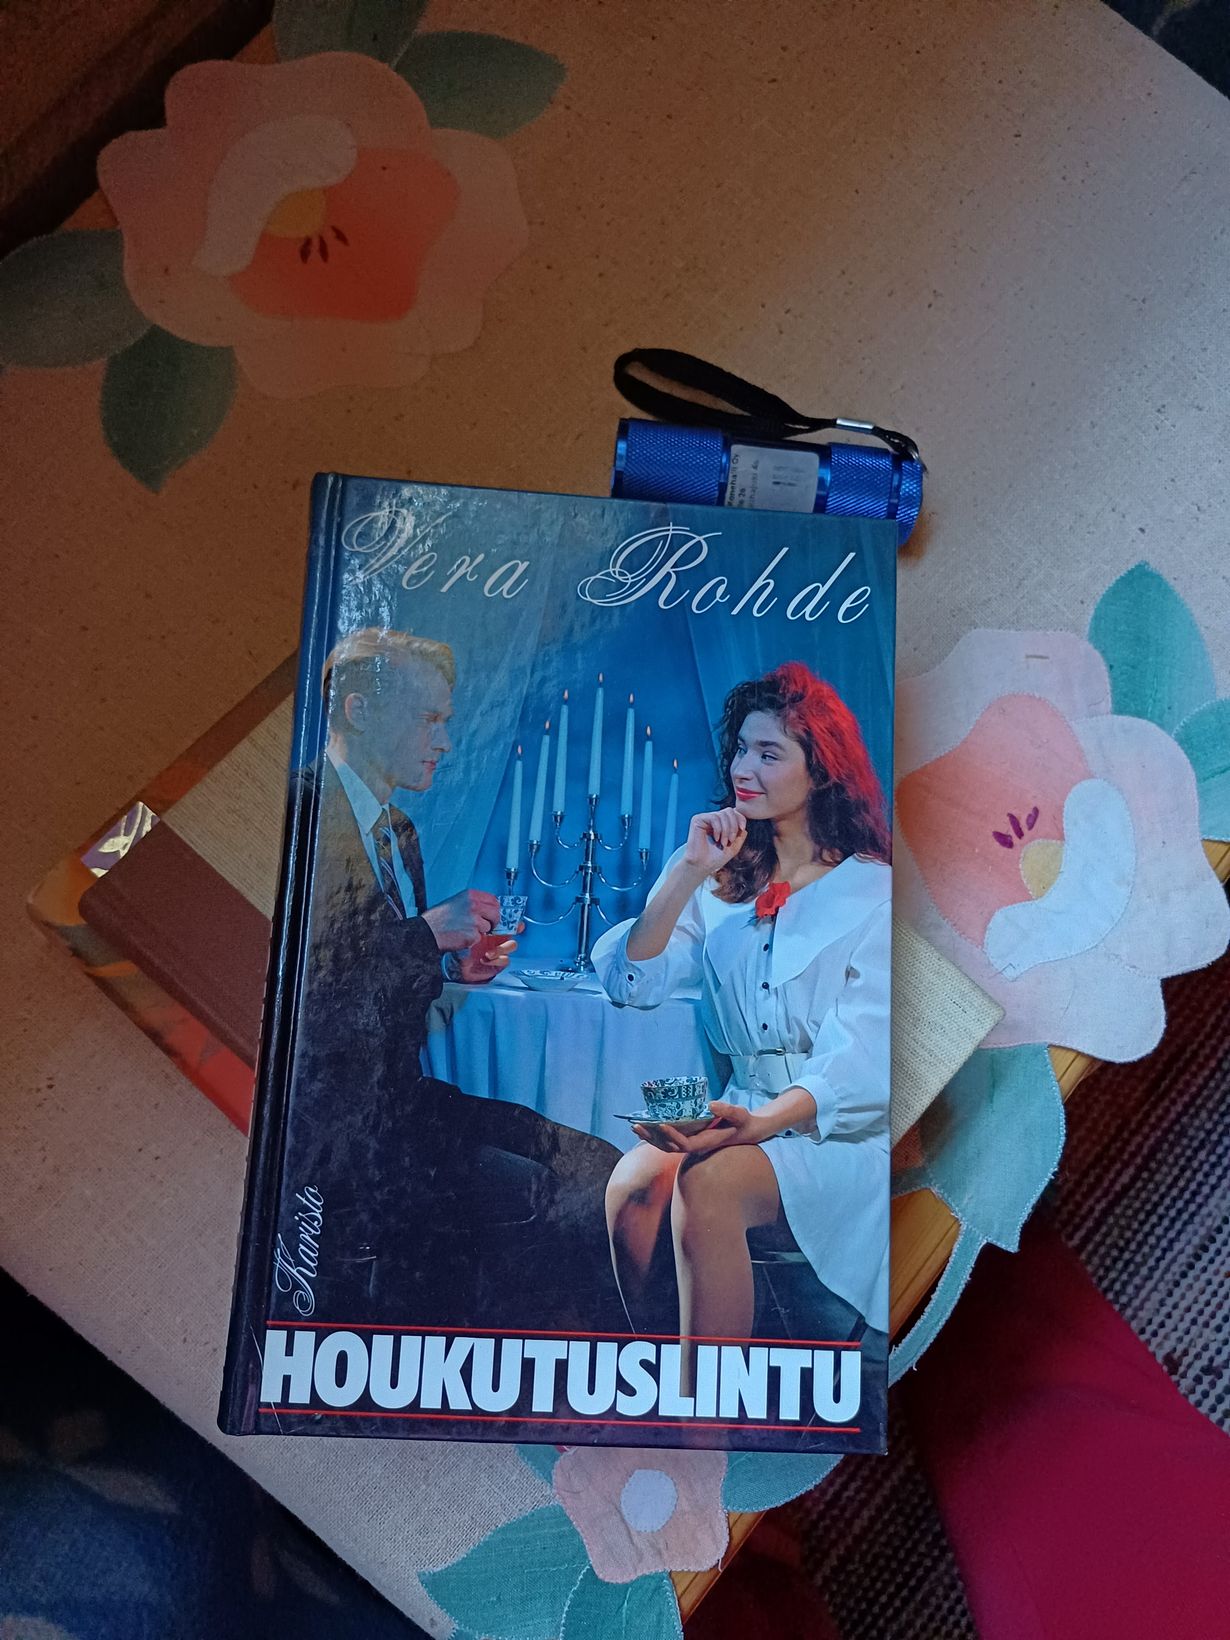 Vera Rohde
Karisto
HOUKUTUSLINTU